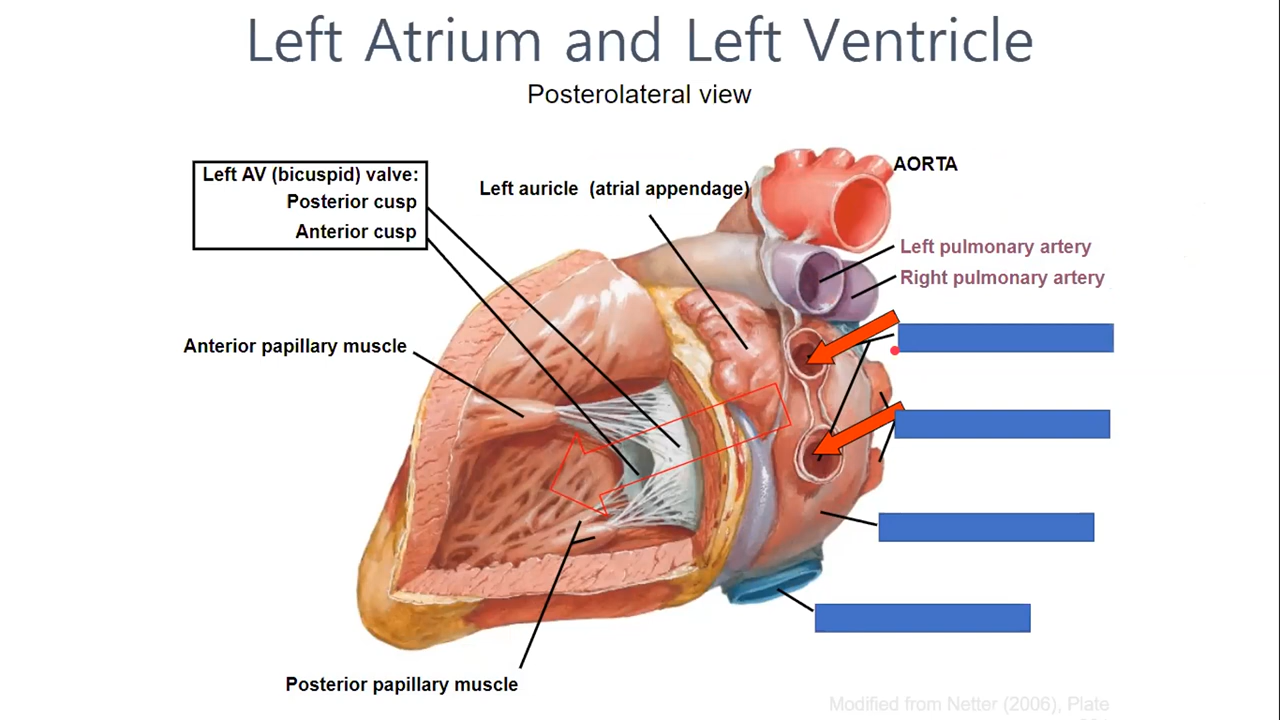 Left Atrium and Left Ventricle
Posterolateral view
Left AV (bicuspid) valve:
Posterior cusp
Anterior cusp
Left auricle (atrial appendage)
AORTA
Left pulmonary artery
Right pulmonary artery
Anterior papillary muscle
Posterior papillary muscle
Modified from Netter (2006), Plate